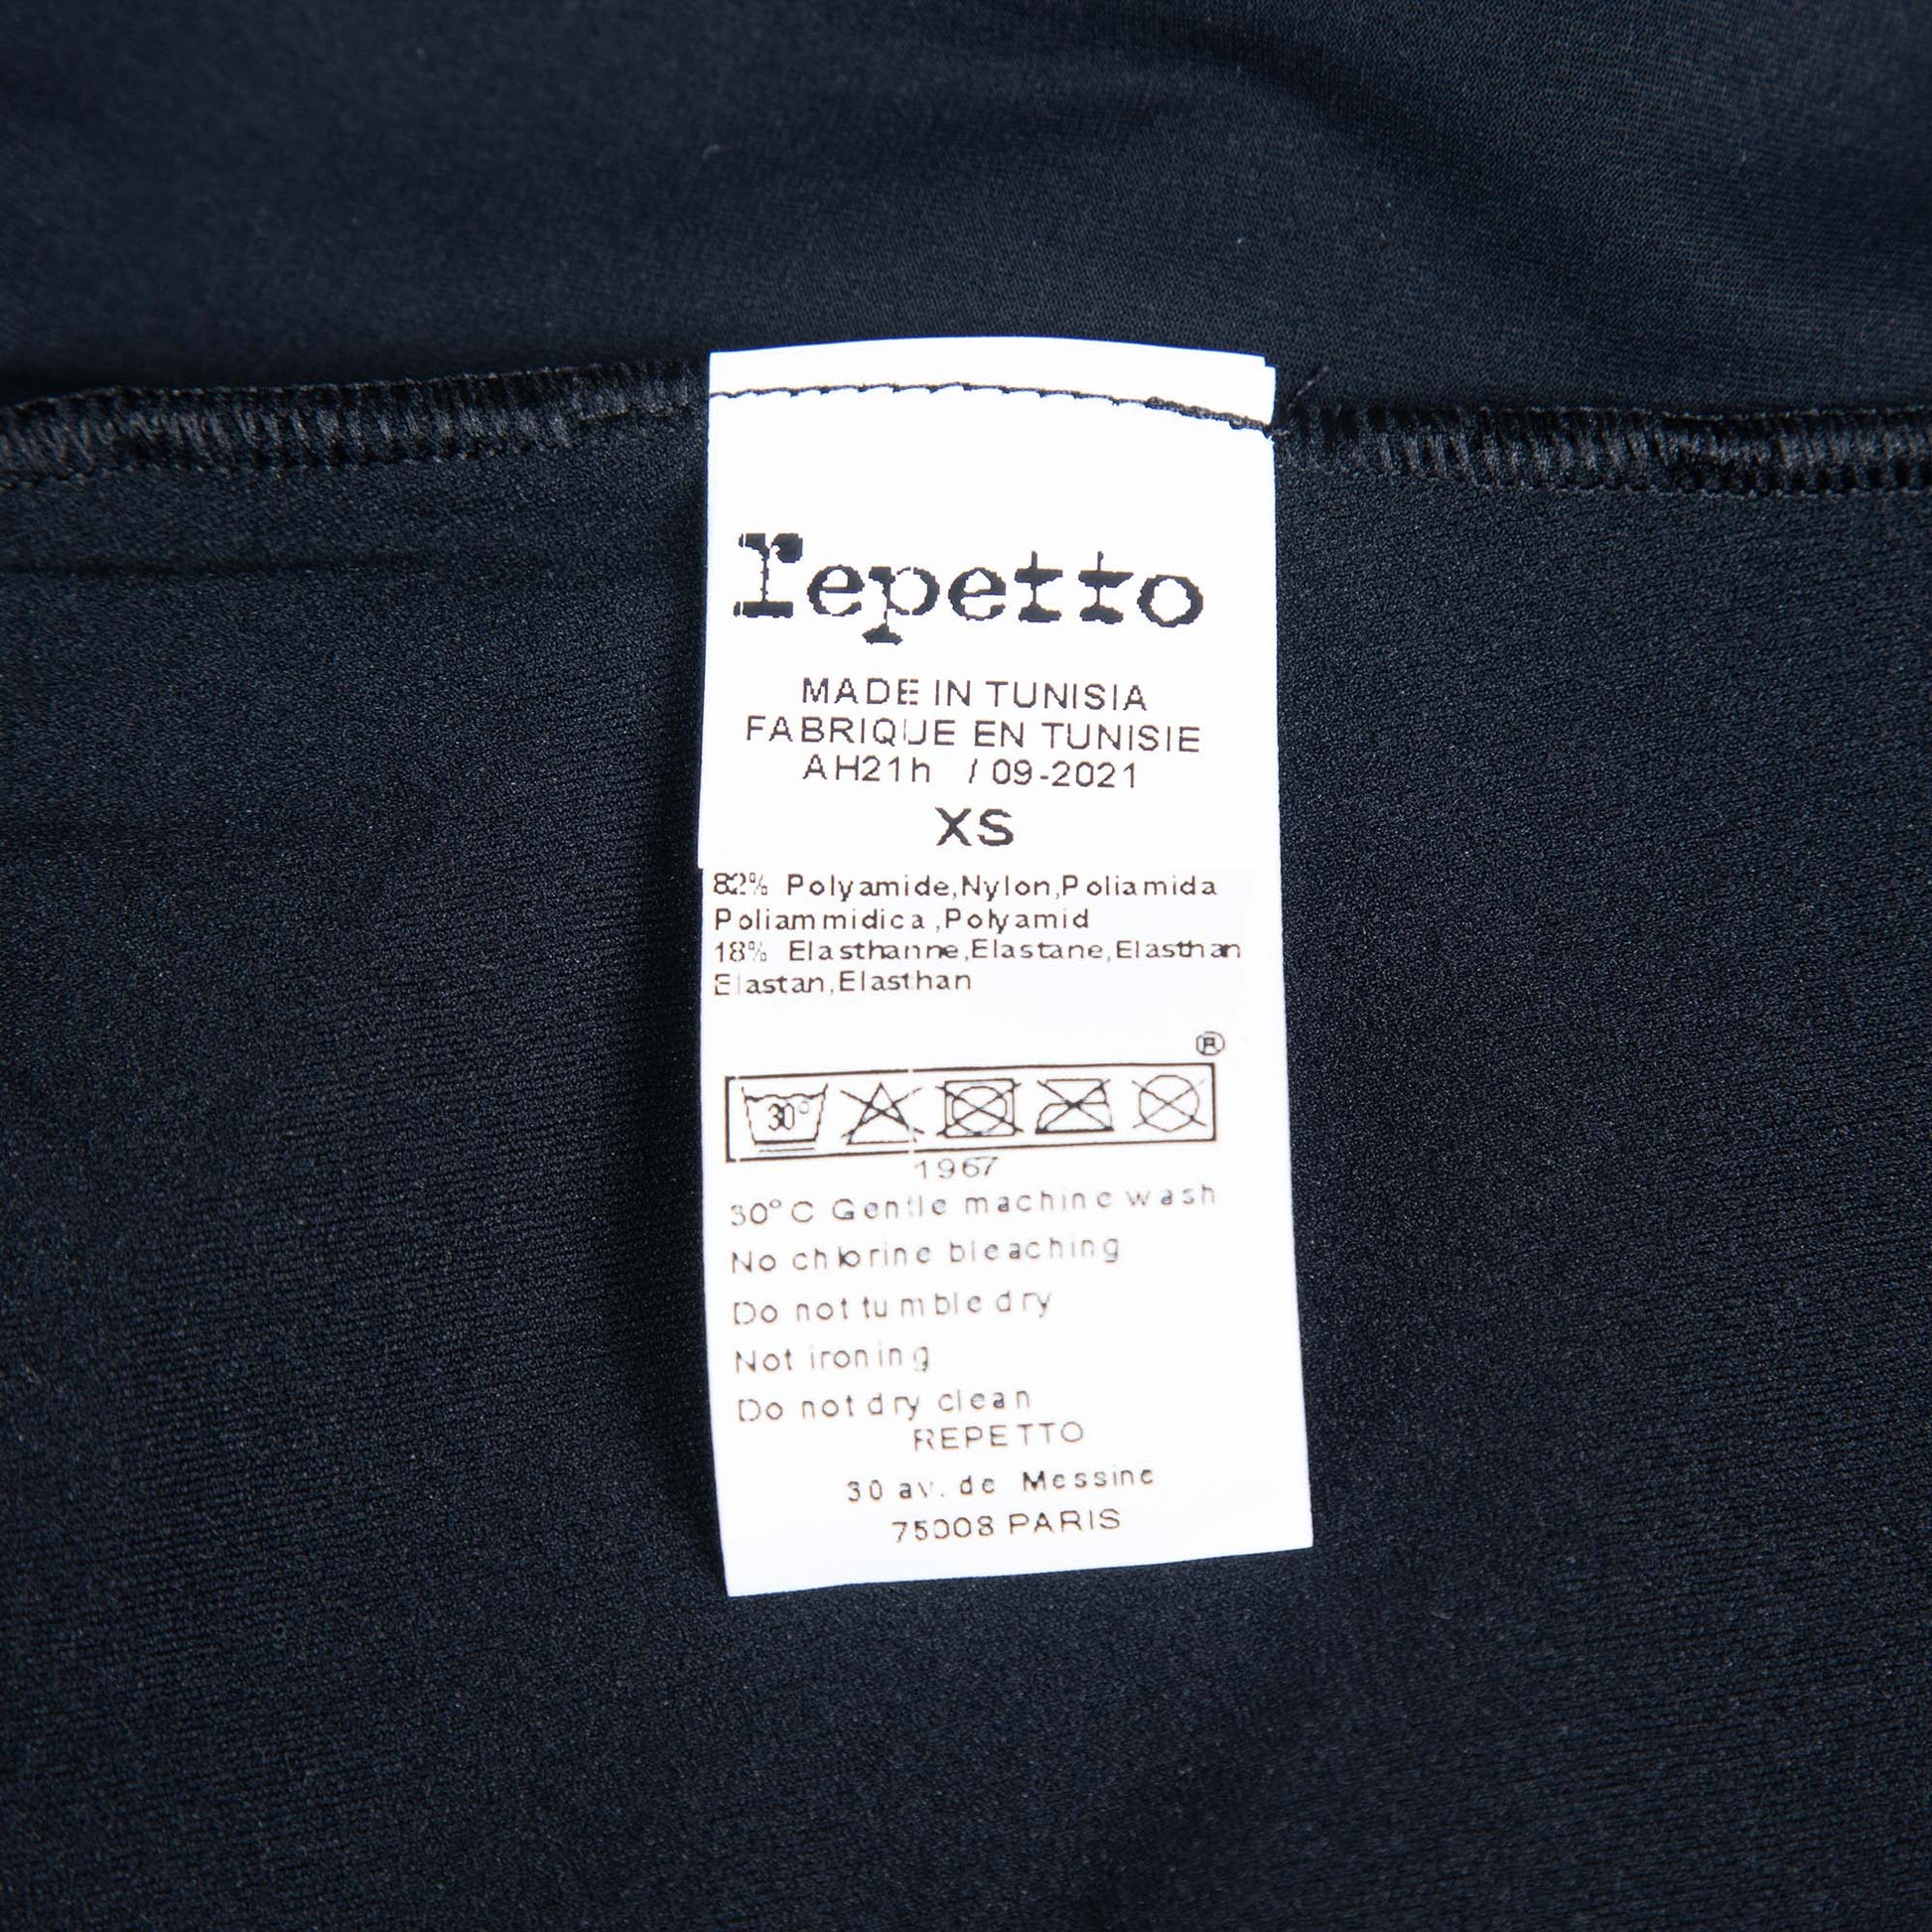 repetto
MADE IN TUNISIA
FABRIQUE EN TUNISIE
AH21h / 09-2021
XS
82% Polyamide,Nylon,Poliamida
Poliammidica,Polyamid
18% Elasthanne,Elastane,Elasthan
Elastan,Elasthan
®
30°
1967
30°C Gentle machine wash
No chlorine bleaching
Do not tumble dry
Not ironing
Do not dry clean
REPETTO
30 av. de Messine
75008 PARIS